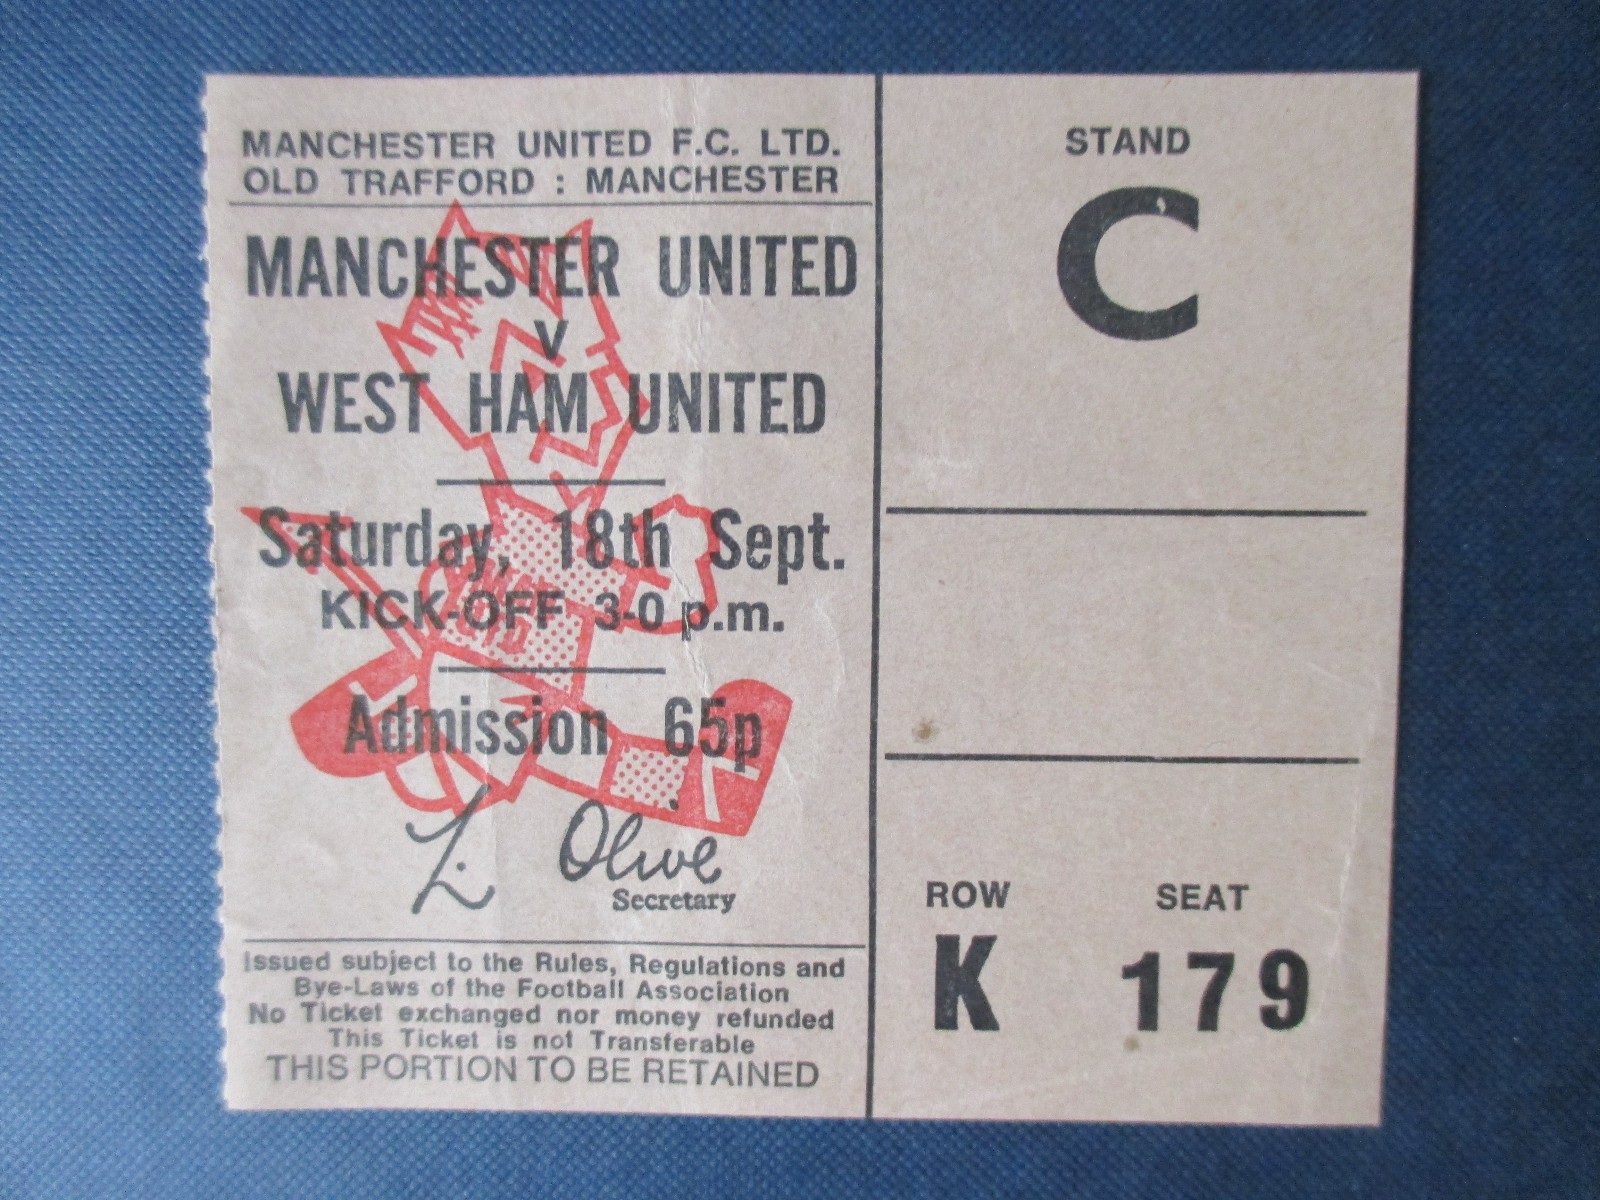 MANCHESTER UNITED F.C. LTD.
OLD TRAFFORD : MANCHESTER
MANCHESTER UNITED
v
WEST HAM UNITED
Saturday, 18th Sept.
KICK-OFF 3-0 p.m.
Admission 65p
L. Olive
Secretary
Issued subject to the Rules, Regulations and
Bye-Laws of the Football Association
No Ticket exchanged nor money refunded
This Ticket is not Transferable
THIS PORTION TO BE RETAINED
STAND
C
ROW SEAT
K 179